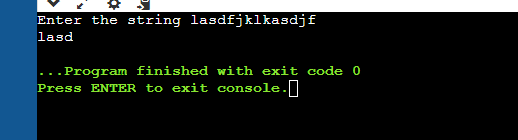 Enter the string lasdfjklkasdjf
lasd
...Program finished with exit code 0
Press ENTER to exit console.